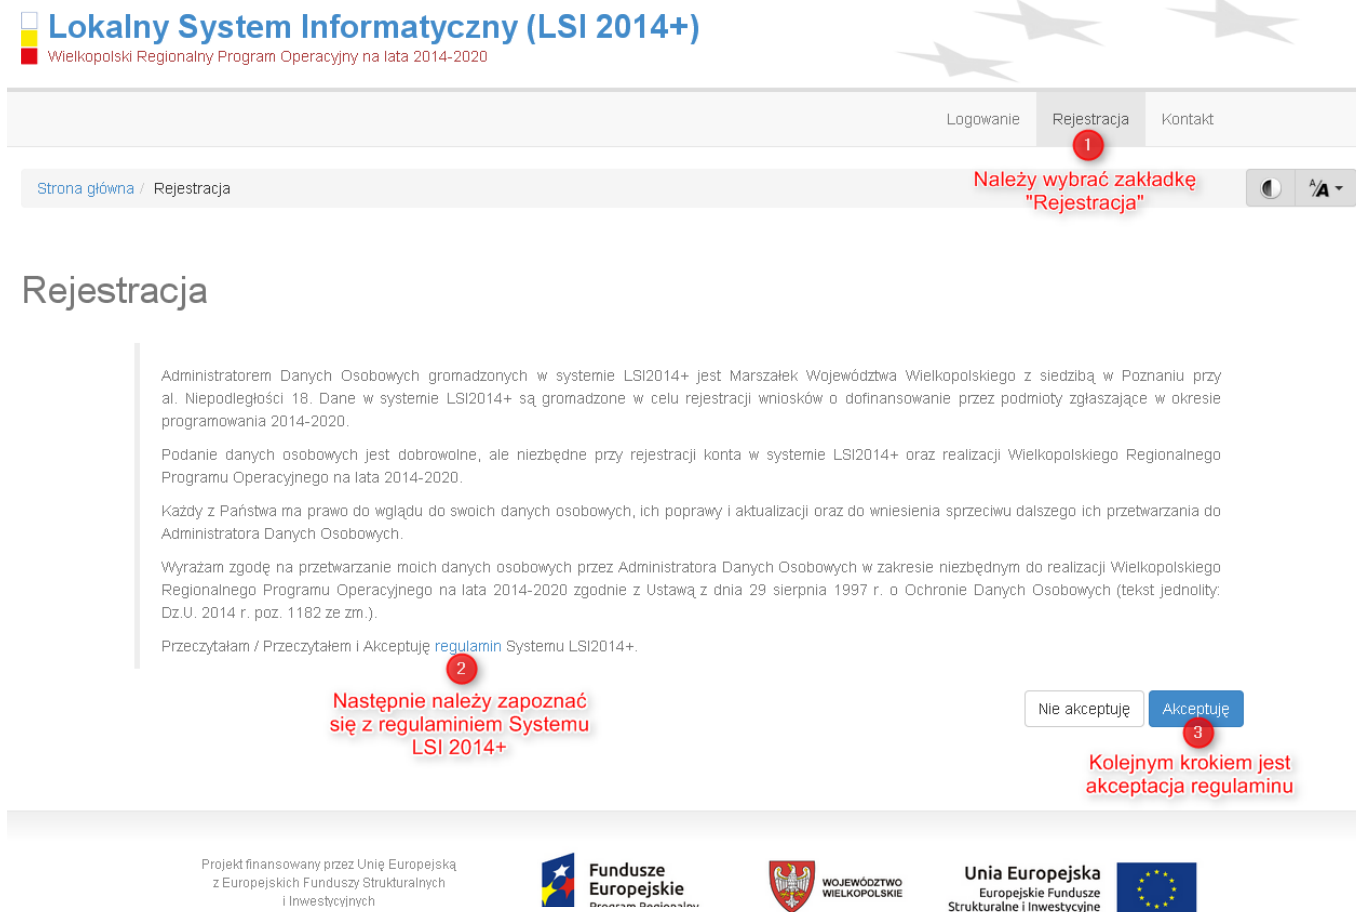 Lokalny System Informatyczny (LSI 2014+)
Wielkopolski Regionalny Program Operacyjny na lata 2014-2020
Logowanie Rejestracja Kontakt
1
Należy wybrać zakładkę
"Rejestracja"
Strona główna / Rejestracja
A/A
Rejestracja
Administratorem Danych Osobowych gromadzonych w systemie LSI2014+ jest Marszałek Województwa Wielkopolskiego z siedzibą w Poznaniu przy
al. Niepodległości 18. Dane w systemie LSI2014+ są gromadzone w celu rejestracji wniosków o dofinansowanie przez podmioty zgłaszające w okresie
programowania 2014-2020.
Podanie danych osobowych jest dobrowolne, ale niezbędne przy rejestracji konta w systemie LSI2014+ oraz realizacji Wielkopolskiego Regionalnego
Programu Operacyjnego na lata 2014-2020.
Każdy z Państwa ma prawo do wglądu do swoich danych osobowych, ich poprawy i aktualizacji oraz do wniesienia sprzeciwu dalszego ich przetwarzania do
Administratora Danych Osobowych.
Wyrażam zgodę na przetwarzanie moich danych osobowych przez Administratora Danych Osobowych w zakresie niezbędnym do realizacji Wielkopolskiego
Regionalnego Programu Operacyjnego na lata 2014-2020 zgodnie z Ustawą z dnia 29 sierpnia 1997 r. o Ochronie Danych Osobowych (tekst jednolity:
Dz.U. 2014 r. poz. 1182 ze zm.).
Przeczytałam / Przeczytałem i Akceptuję regulamin Systemu LSI2014+.
2
Następnie należy zapoznać
się z regulaminiem Systemu
LSI 2014+
Nie akceptuję Akceptuję
3
Kolejnym krokiem jest
akceptacja regulaminu
Projekt finansowany przez Unię Europejską
z Europejskich Funduszy Strukturalnych
i Inwestycyjnych
Fundusze
Europejskie
Program Regionalny
WOJEWÓDZTWO
WIELKOPOLSKIE
Unia Europejska
Europejskie Fundusze
Strukturalne i Inwestycyjne